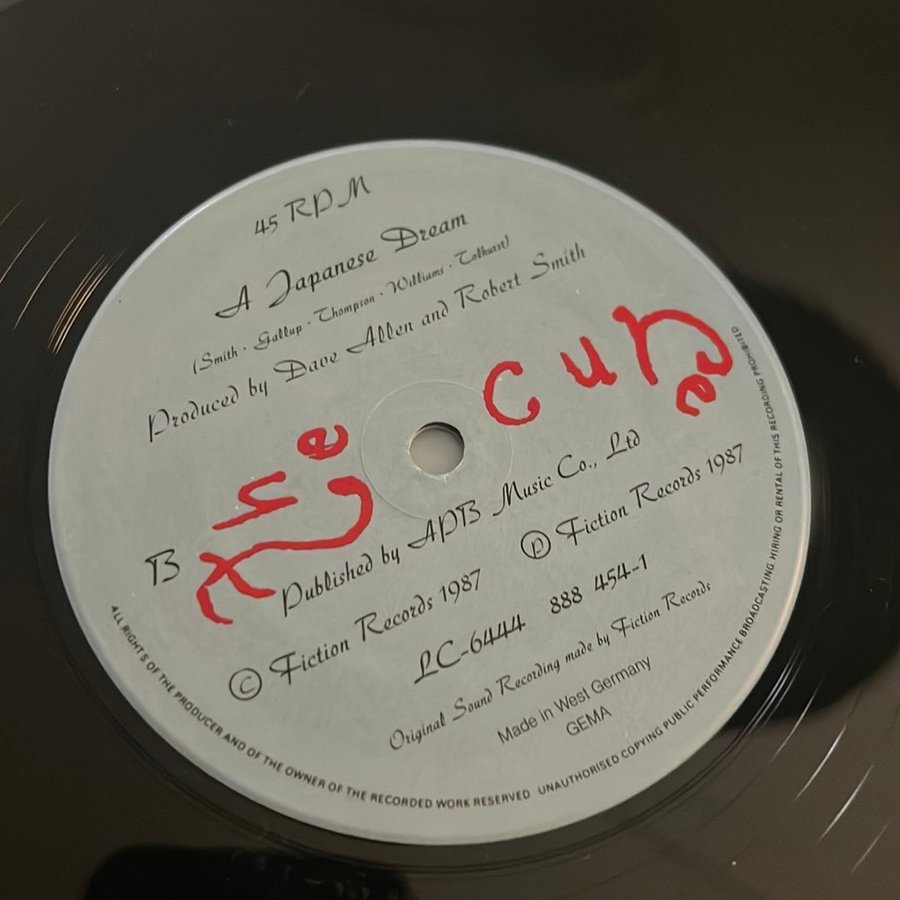 45 RPM
A Japanese Dream
(Smith · Gallup · Thompson · Williams · Tolhurst)
Produced by Dave Allen and Robert Smith
the cure
B
Published by APB Music Co., Ltd
© Fiction Records 1987 ℗ Fiction Records 1987
LC-6444 888 454-1
Original Sound Recording made by Fiction Records
Made in West Germany
GEMA
ALL RIGHTS OF THE PRODUCER AND OF THE OWNER OF THE RECORDED WORK RESERVED UNAUTHORISED COPYING PUBLIC PERFORMANCE BROADCASTING HIRING OR RENTAL OF THIS RECORDING PROHIBITED